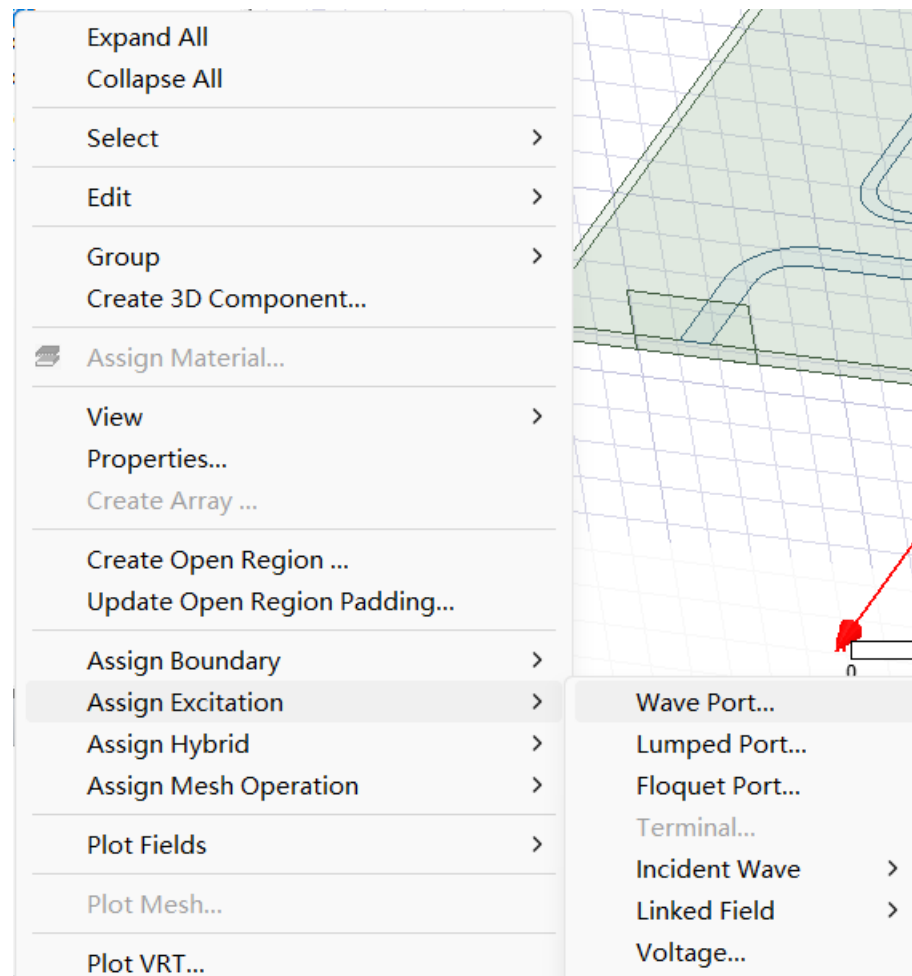 Expand All
Collapse All
Select
Edit
Group
Create 3D Component...
Assign Material...
View
Properties...
Create Array ...
Create Open Region ...
Update Open Region Padding...
Assign Boundary
Assign Excitation
Assign Hybrid
Assign Mesh Operation
Plot Fields
Plot Mesh...
Plot VRT...
0
Wave Port...
Lumped Port...
Floquet Port...
Terminal...
Incident Wave
Linked Field
Voltage...